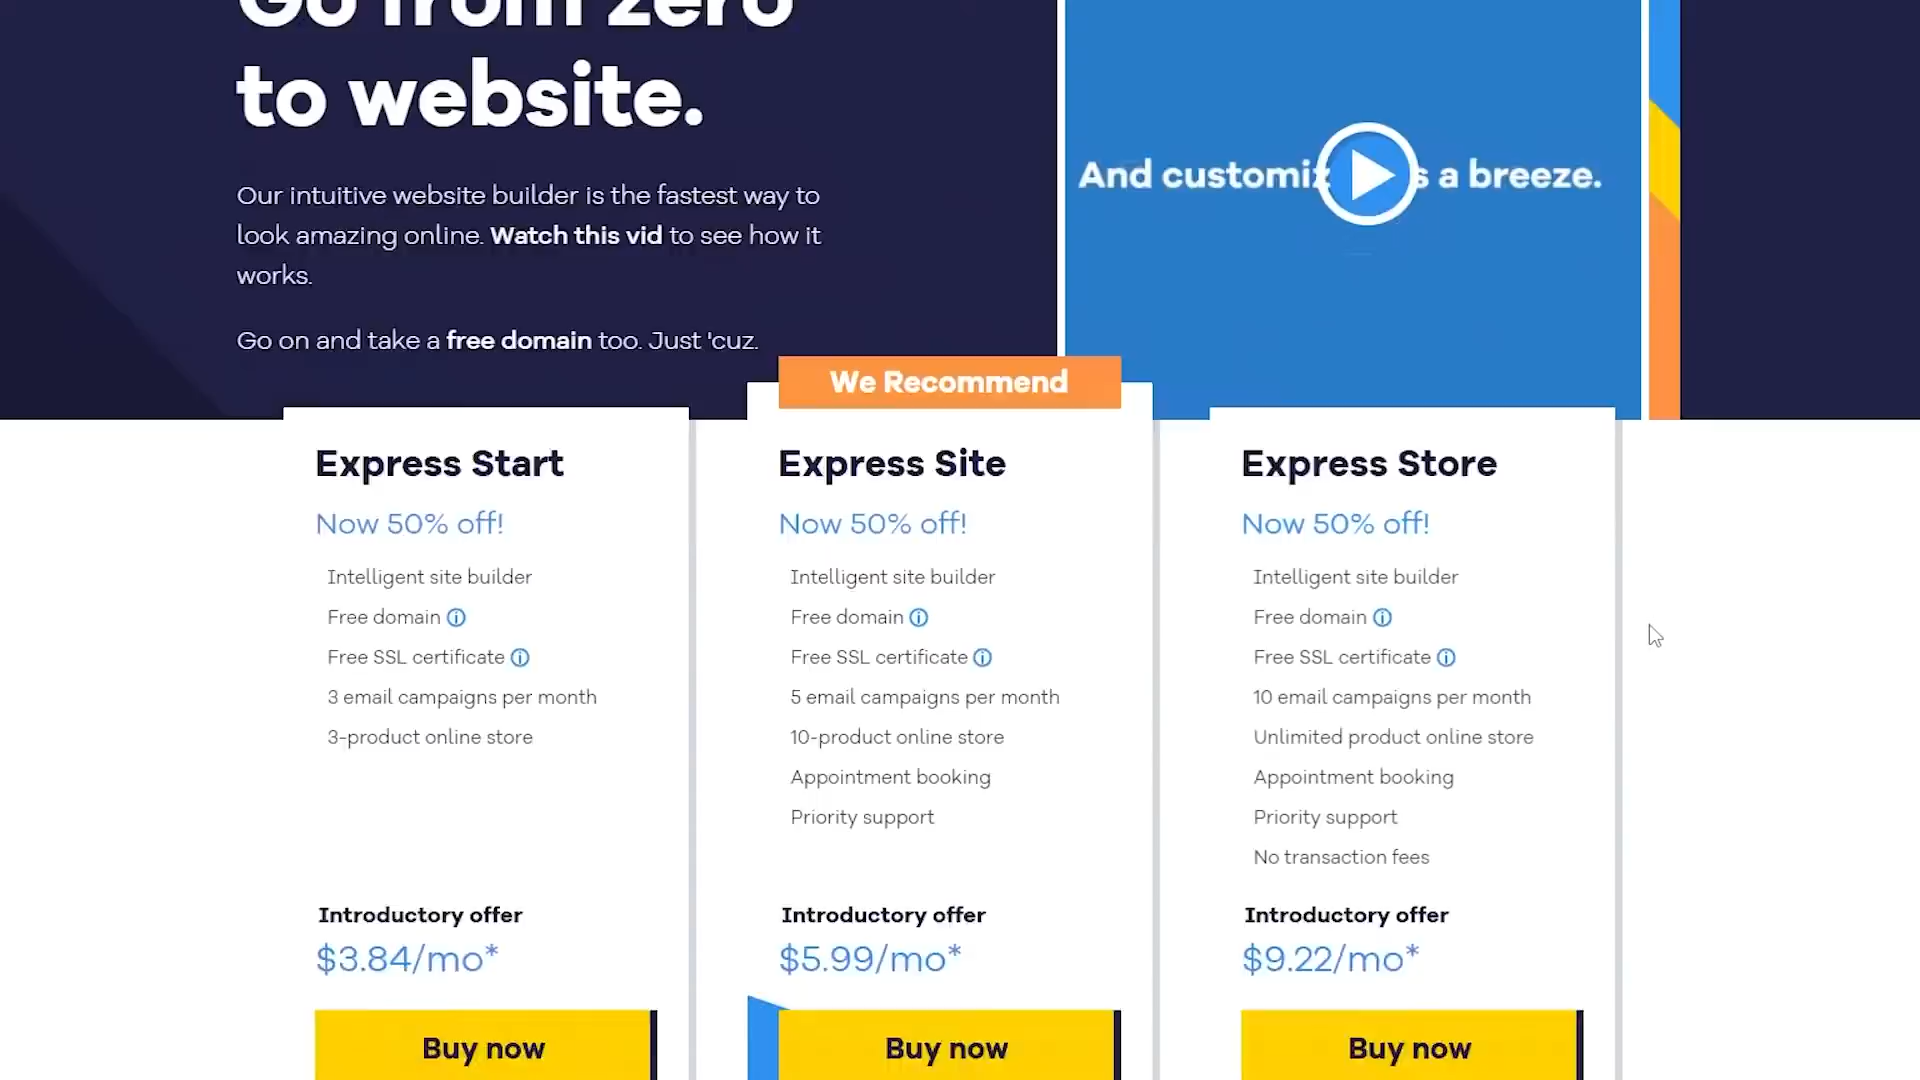 Go from zero
to website.
Our intuitive website builder is the fastest way to
look amazing online. Watch this vid to see how it
works.
Go on and take a free domain too. Just 'cuz.
And customiz s a breeze.
We Recommend
Express Start
Now 50% off!
Intelligent site builder
Free domain
Free SSL certificate
3 email campaigns per month
3-product online store
Introductory offer
$3.84/mo*
Buy now
Express Site
Now 50% off!
Intelligent site builder
Free domain
Free SSL certificate
5 email campaigns per month
10-product online store
Appointment booking
Priority support
Introductory offer
$5.99/mo*
Buy now
Express Store
Now 50% off!
Intelligent site builder
Free domain
Free SSL certificate
10 email campaigns per month
Unlimited product online store
Appointment booking
Priority support
No transaction fees
Introductory offer
$9.22/mo*
Buy now